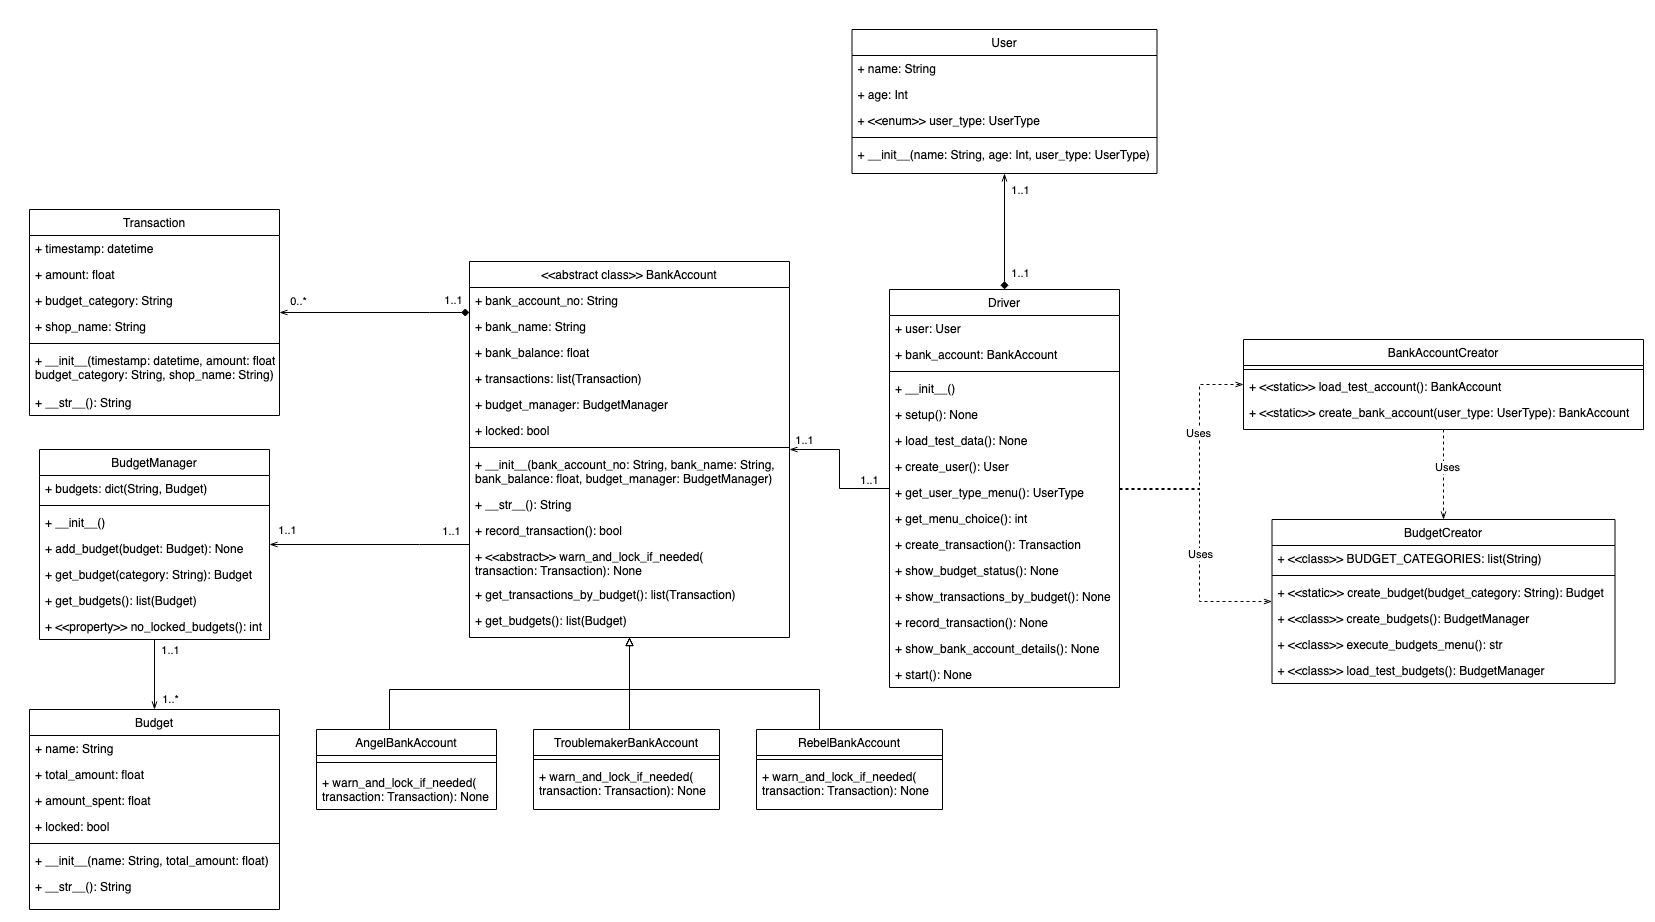 User
+ name: String
+ age: Int
+ <<enum>> user_type: UserType
+ __init__(name: String, age: Int, user_type: UserType)
1..1
1..1
Transaction
+ timestamp: datetime
+ amount: float
+ budget_category: String
+ shop_name: String
+ __init__(timestamp: datetime, amount: float
budget_category: String, shop_name: String)
+ __str__(): String
0..*
1..1
<<abstract class>> BankAccount
+ bank_account_no: String
+ bank_name: String
+ bank_balance: float
+ transactions: list(Transaction)
+ budget_manager: BudgetManager
+ locked: bool
+ __init__(bank_account_no: String, bank_name: String,
bank_balance: float, budget_manager: BudgetManager)
+ __str__(): String
+ record_transaction(): bool
+ <<abstract>> warn_and_lock_if_needed(
transaction: Transaction): None
+ get_transactions_by_budget(): list(Transaction)
+ get_budgets(): list(Budget)
1..1
1..1
Driver
+ user: User
+ bank_account: BankAccount
+ __init__()
+ setup(): None
+ load_test_data(): None
+ create_user(): User
+ get_user_type_menu(): UserType
+ get_menu_choice(): int
+ create_transaction(): Transaction
+ show_budget_status(): None
+ show_transactions_by_budget(): None
+ record_transaction(): None
+ show_bank_account_details(): None
+ start(): None
Uses
Uses
BankAccountCreator
+ <<static>> load_test_account(): BankAccount
+ <<static>> create_bank_account(user_type: UserType): BankAccount
Uses
BudgetCreator
+ <<class>> BUDGET_CATEGORIES: list(String)
+ <<static>> create_budget(budget_category: String): Budget
+ <<class>> create_budgets(): BudgetManager
+ <<class>> execute_budgets_menu(): str
+ <<class>> load_test_budgets(): BudgetManager
BudgetManager
+ budgets: dict(String, Budget)
+ __init__()
+ add_budget(budget: Budget): None
+ get_budget(category: String): Budget
+ get_budgets(): list(Budget)
+ <<property>> no_locked_budgets(): int
1..1
1..1
1..1
1..*
Budget
+ name: String
+ total_amount: float
+ amount_spent: float
+ locked: bool
+ __init__(name: String, total_amount: float)
+ __str__(): String
AngelBankAccount
+ warn_and_lock_if_needed(
transaction: Transaction): None
TroublemakerBankAccount
+ warn_and_lock_if_needed(
transaction: Transaction): None
RebelBankAccount
+ warn_and_lock_if_needed(
transaction: Transaction): None